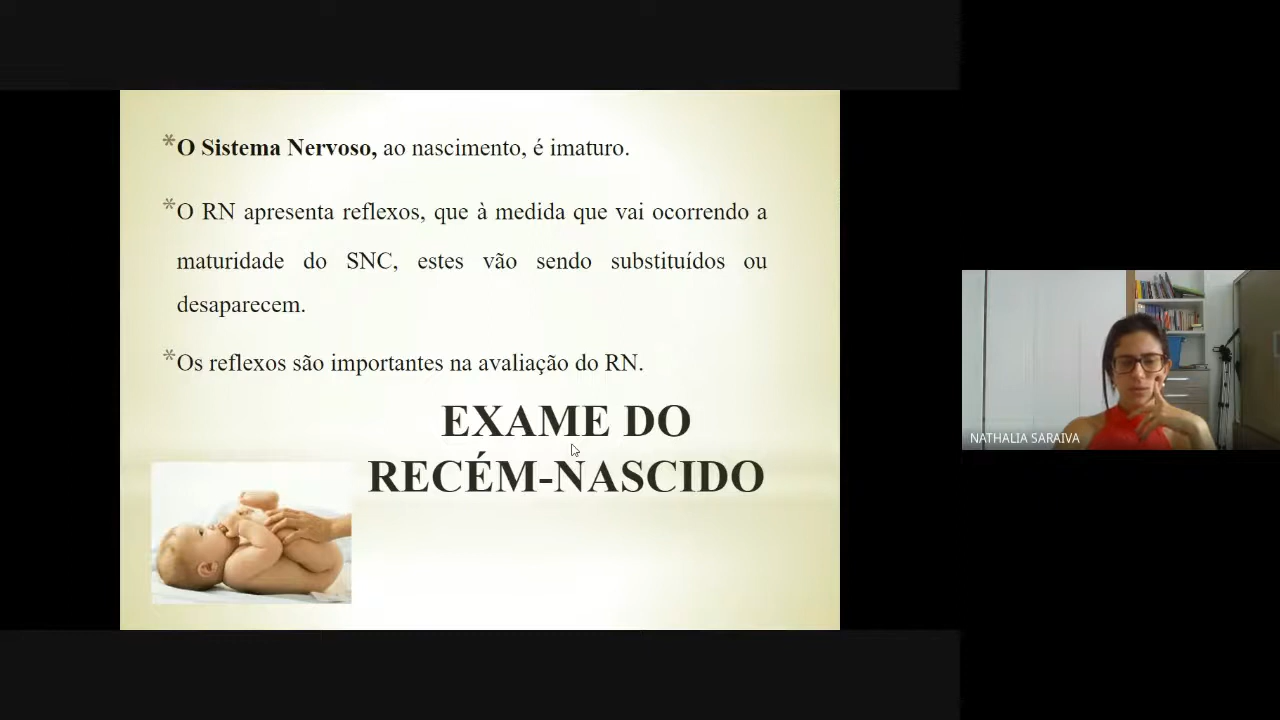 *O Sistema Nervoso, ao nascimento, é imaturo.
*O RN apresenta reflexos, que à medida que vai ocorrendo a
maturidade do SNC, estes vão sendo substituídos ou
desaparecem.
*Os reflexos são importantes na avaliação do RN.
EXAME DO
RECÉM-NASCIDO
NATHALIA SARAIVA